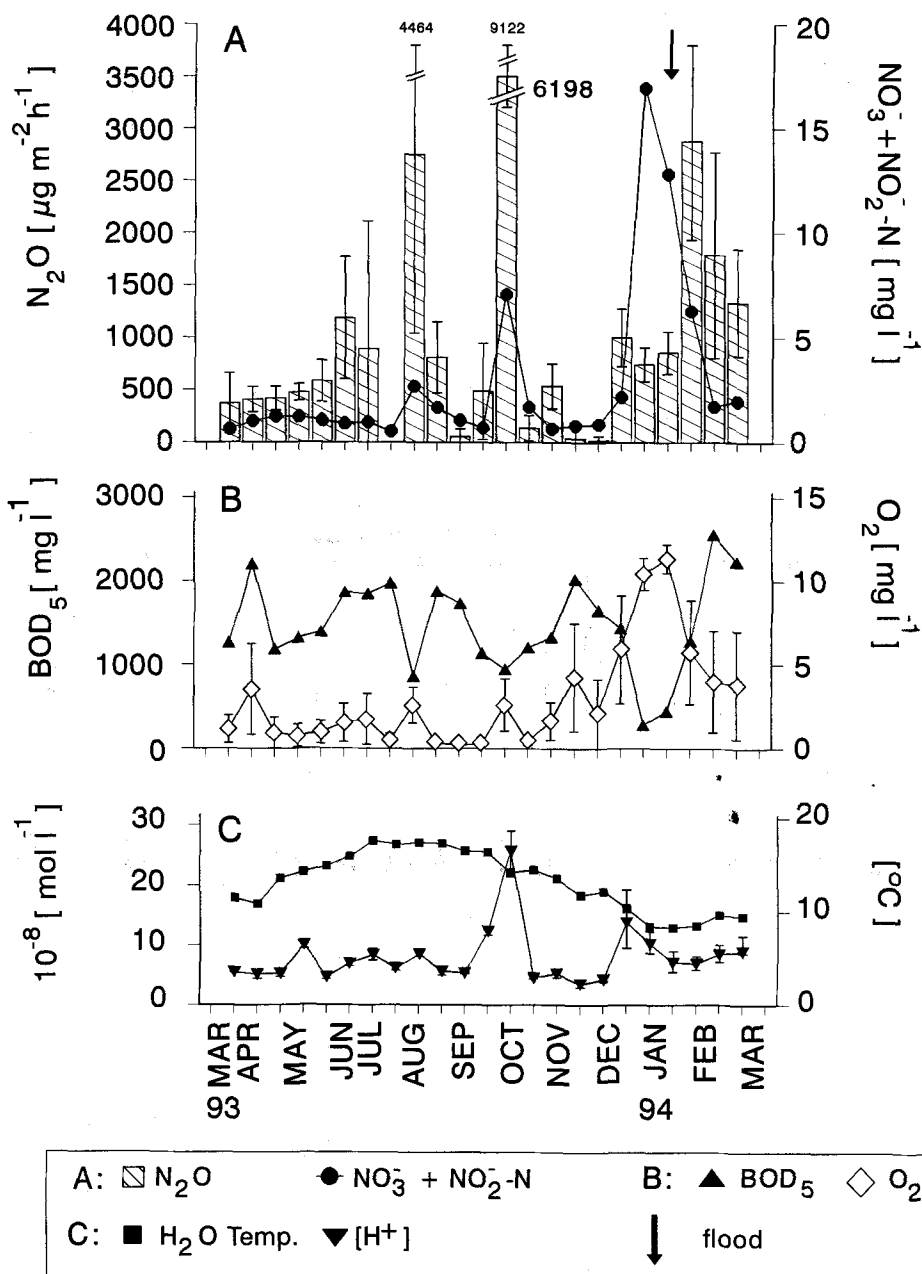 A
4464
9122
6198
4000
3500
3000
2500
2000
1500
1000
500
0
N₂O [ µg m⁻²h⁻¹]
20
15
10
5
0
NO₃⁻+NO₂⁻-N [ mg l⁻¹]
B
3000
2000
1000
0
BOD₅ [ mg l⁻¹]
15
10
5
0
O₂[ mg l⁻¹]
C
30
20
10
0
10⁻⁸ [ mol l⁻¹]
20
10
0
[ºC]
MAR
APR
MAY
JUN
JUL
AUG
SEP
OCT
NOV
DEC
JAN
FEB
MAR
93
94
A: N₂O NO₃⁻ + NO₂⁻-N B: BOD₅ O₂
C: H₂O Temp. [H⁺] flood